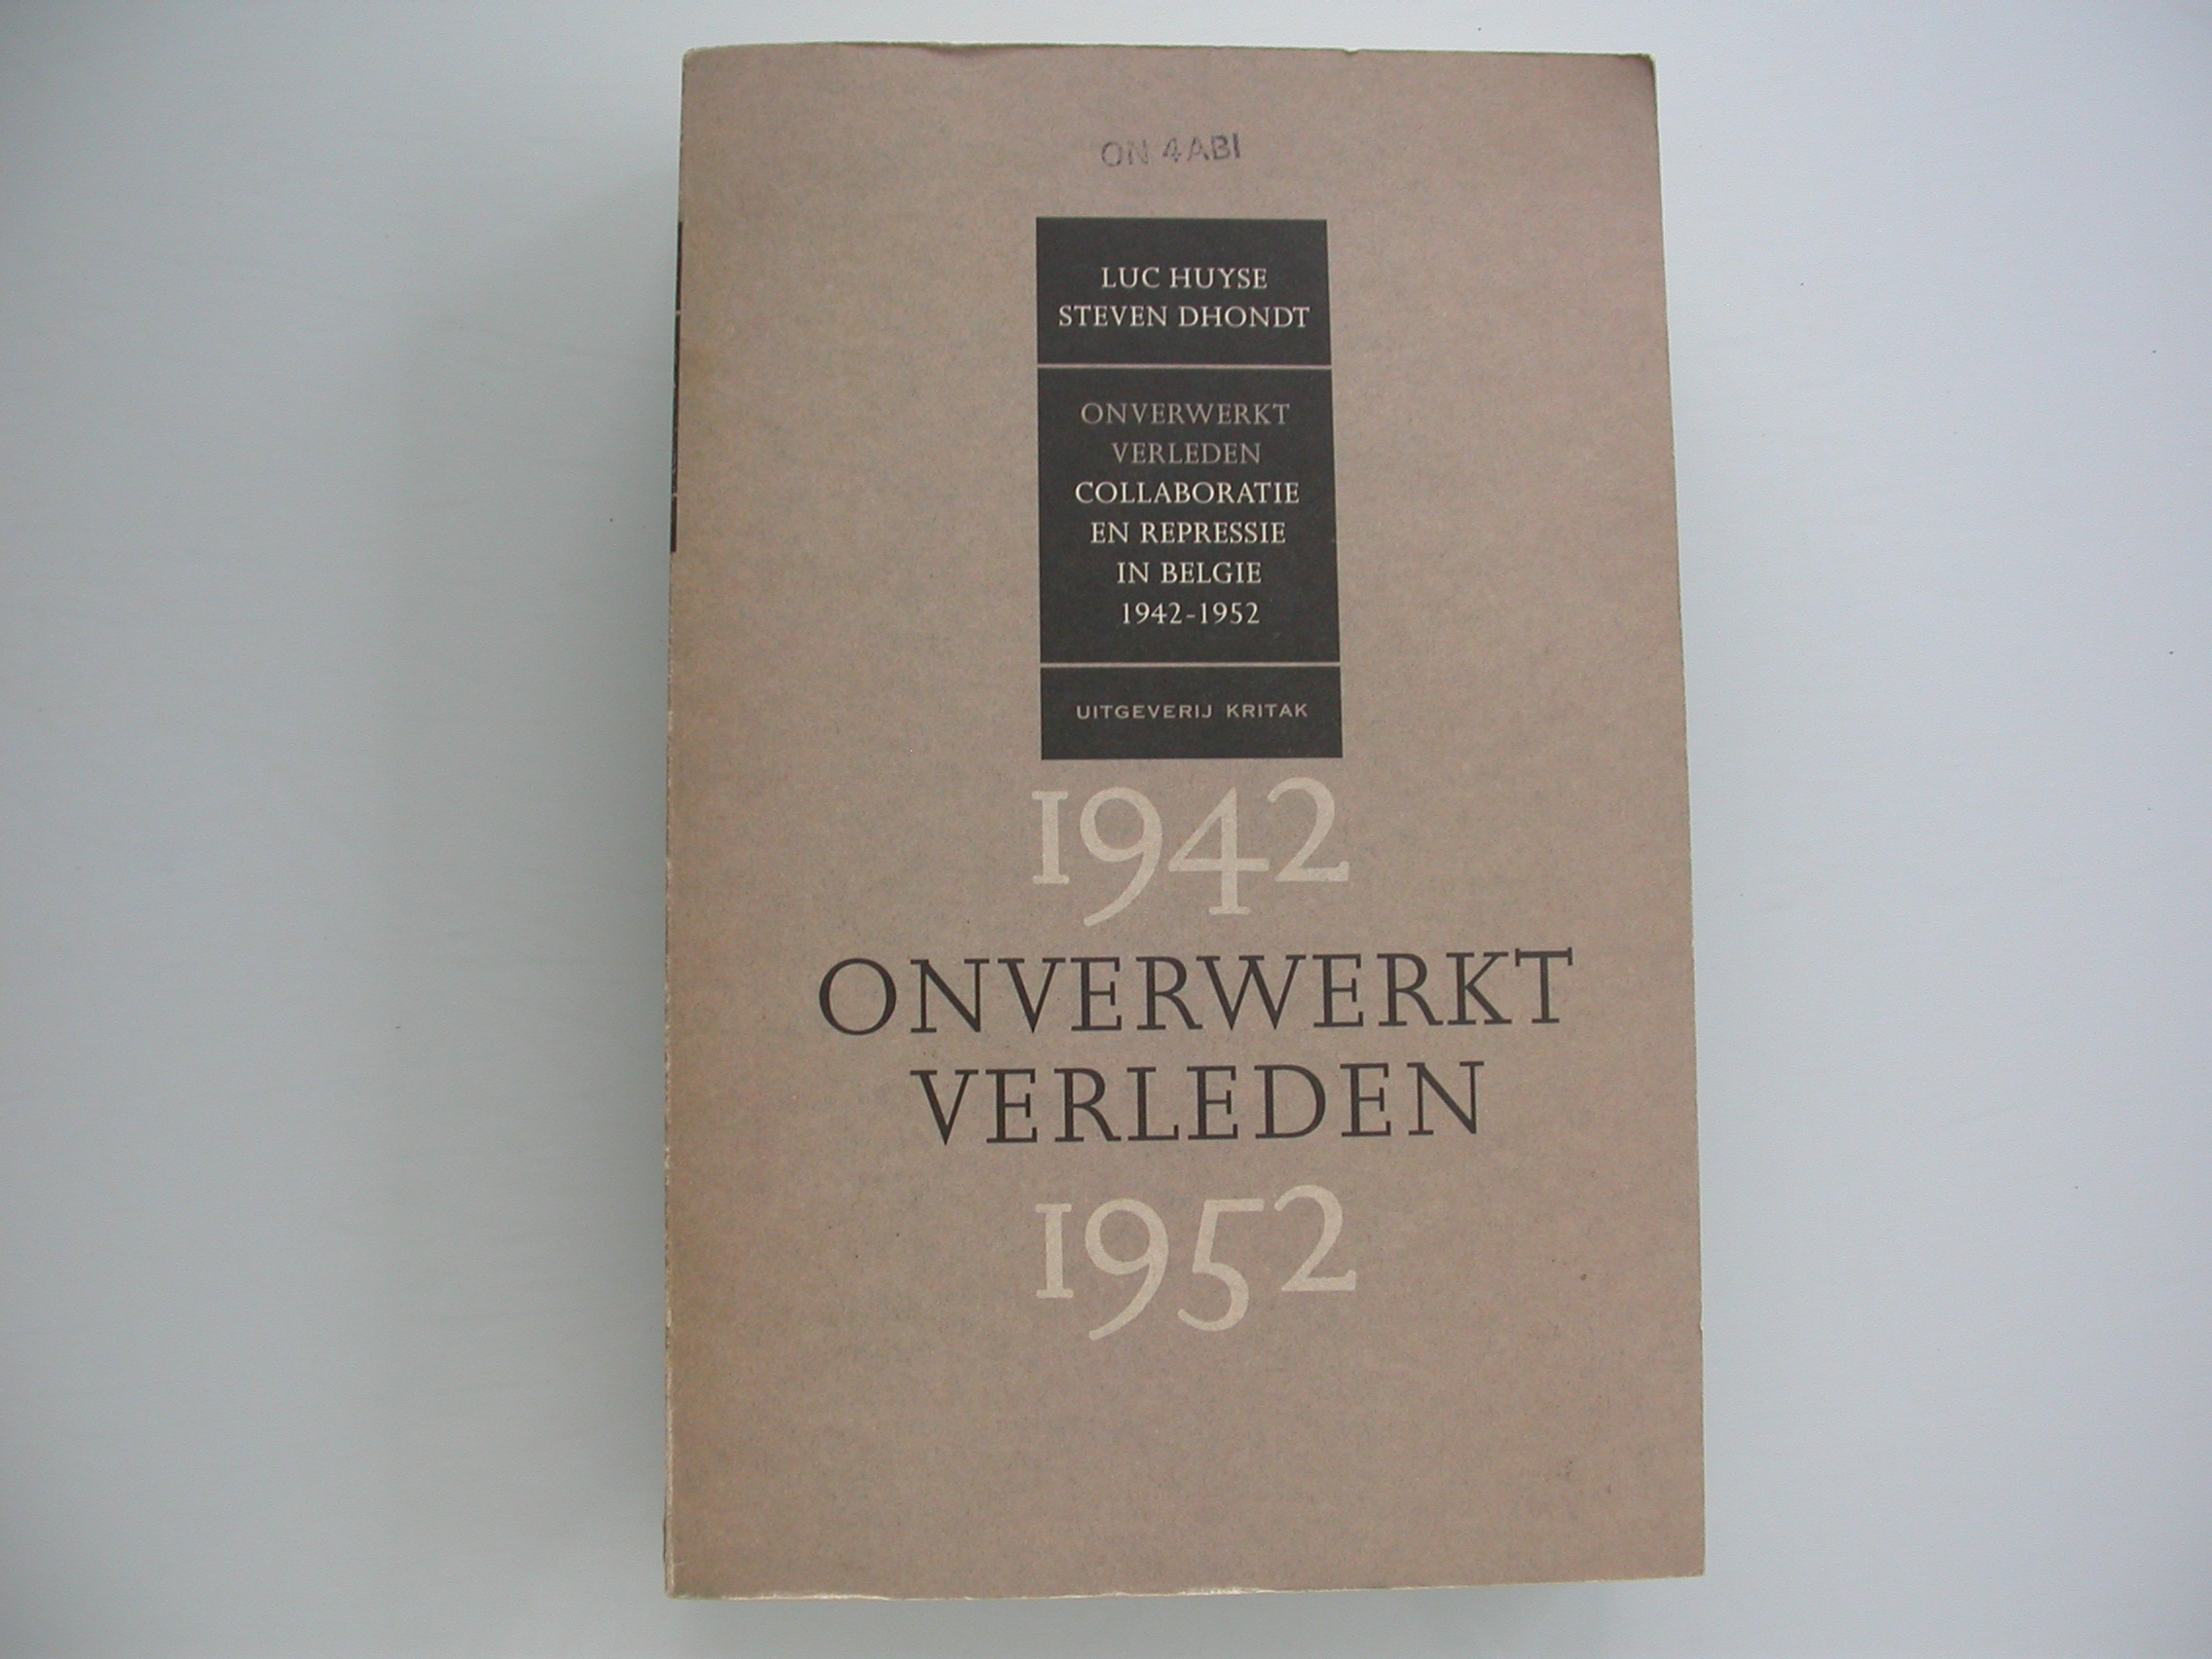 ON 4ABI
LUC HUYSE
STEVEN DHONDT
ONVERWERKT
VERLEDEN
COLLABORATIE
EN REPRESSIE
IN BELGIE
1942-1952
UITGEVERIJ KRITAK
1942
ONVERWERKT
VERLEDEN
1952